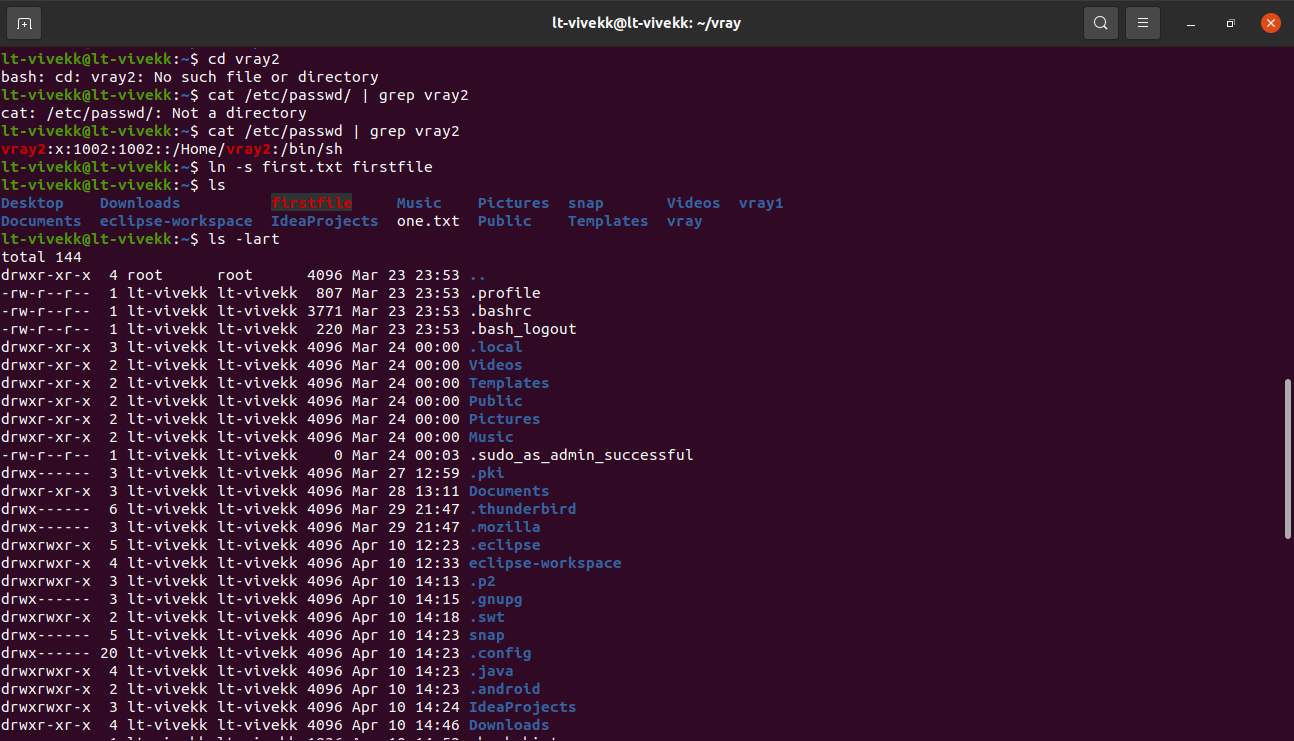 lt-vivekk@lt-vivekk: ~/vray
lt-vivekk@lt-vivekk:~$ cd vray2
bash: cd: vray2: No such file or directory
lt-vivekk@lt-vivekk:~$ cat /etc/passwd/ | grep vray2
cat: /etc/passwd/: Not a directory
lt-vivekk@lt-vivekk:~$ cat /etc/passwd | grep vray2
vray2:x:1002:1002::/Home/vray2:/bin/sh
lt-vivekk@lt-vivekk:~$ ln -s first.txt firstfile
lt-vivekk@lt-vivekk:~$ ls
Desktop    Downloads          firstfile     Music    Pictures  snap       Videos  vray1
Documents  eclipse-workspace  IdeaProjects  one.txt  Public    Templates  vray
lt-vivekk@lt-vivekk:~$ ls -lart
total 144
drwxr-xr-x  4 root      root      4096 Mar 23 23:53 ..
-rw-r--r--  1 lt-vivekk lt-vivekk  807 Mar 23 23:53 .profile
-rw-r--r--  1 lt-vivekk lt-vivekk 3771 Mar 23 23:53 .bashrc
-rw-r--r--  1 lt-vivekk lt-vivekk  220 Mar 23 23:53 .bash_logout
drwxr-xr-x  3 lt-vivekk lt-vivekk 4096 Mar 24 00:00 .local
drwxr-xr-x  2 lt-vivekk lt-vivekk 4096 Mar 24 00:00 Videos
drwxr-xr-x  2 lt-vivekk lt-vivekk 4096 Mar 24 00:00 Templates
drwxr-xr-x  2 lt-vivekk lt-vivekk 4096 Mar 24 00:00 Public
drwxr-xr-x  2 lt-vivekk lt-vivekk 4096 Mar 24 00:00 Pictures
drwxr-xr-x  2 lt-vivekk lt-vivekk 4096 Mar 24 00:00 Music
-rw-r--r--  1 lt-vivekk lt-vivekk    0 Mar 24 00:03 .sudo_as_admin_successful
drwx------  3 lt-vivekk lt-vivekk 4096 Mar 27 12:59 .pki
drwxr-xr-x  3 lt-vivekk lt-vivekk 4096 Mar 28 13:11 Documents
drwx------  6 lt-vivekk lt-vivekk 4096 Mar 29 21:47 .thunderbird
drwx------  3 lt-vivekk lt-vivekk 4096 Mar 29 21:47 .mozilla
drwxrwxr-x  5 lt-vivekk lt-vivekk 4096 Apr 10 12:23 .eclipse
drwxrwxr-x  4 lt-vivekk lt-vivekk 4096 Apr 10 12:33 eclipse-workspace
drwxrwxr-x  3 lt-vivekk lt-vivekk 4096 Apr 10 14:13 .p2
drwx------  3 lt-vivekk lt-vivekk 4096 Apr 10 14:15 .gnupg
drwxrwxr-x  2 lt-vivekk lt-vivekk 4096 Apr 10 14:18 .swt
drwx------  5 lt-vivekk lt-vivekk 4096 Apr 10 14:23 snap
drwx------ 20 lt-vivekk lt-vivekk 4096 Apr 10 14:23 .config
drwxrwxr-x  4 lt-vivekk lt-vivekk 4096 Apr 10 14:23 .java
drwxrwxr-x  2 lt-vivekk lt-vivekk 4096 Apr 10 14:23 .android
drwxrwxr-x  3 lt-vivekk lt-vivekk 4096 Apr 10 14:24 IdeaProjects
drwxr-xr-x  4 lt-vivekk lt-vivekk 4096 Apr 10 14:46 Downloads